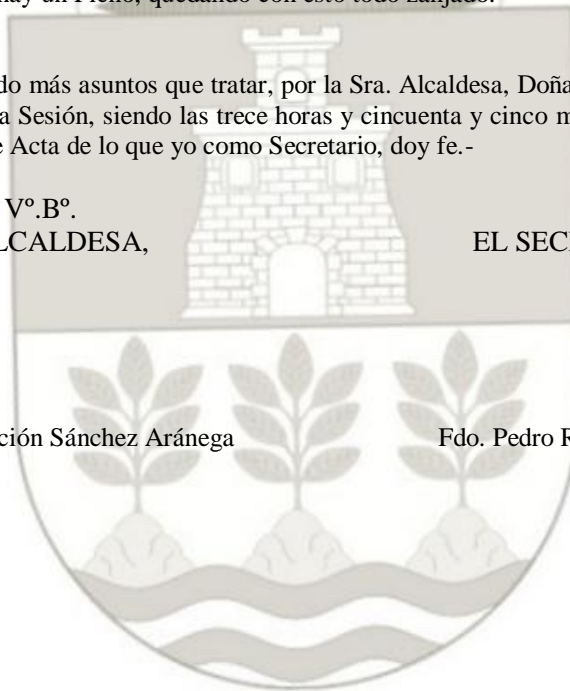 hay un Pleno, quedando con esto todo zanjado.
do más asuntos que tratar, por la Sra. Alcaldesa, Doña
a Sesión, siendo las trece horas y cincuenta y cinco m
e Acta de lo que yo como Secretario, doy fe.-
Vº.Bº.
LCALDESA, EL SEC
ción Sánchez Aránega Fdo. Pedro R